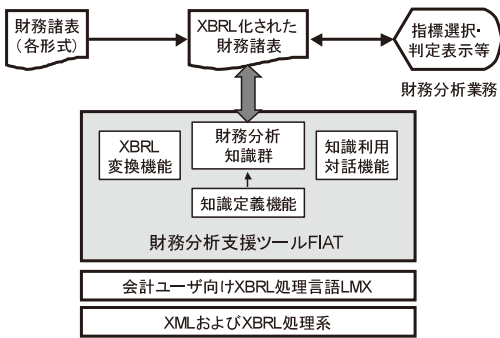 財務諸表
（各形式）
XBRL化された
財務諸表
指標選択・
判定表示等
財務分析業務
XBRL
変換機能
財務分析
知識群
知識利用
対話機能
知識定義機能
財務分析支援ツールFIAT
会計ユーザ向けXBRL処理言語LMX
XMLおよびXBRL処理系